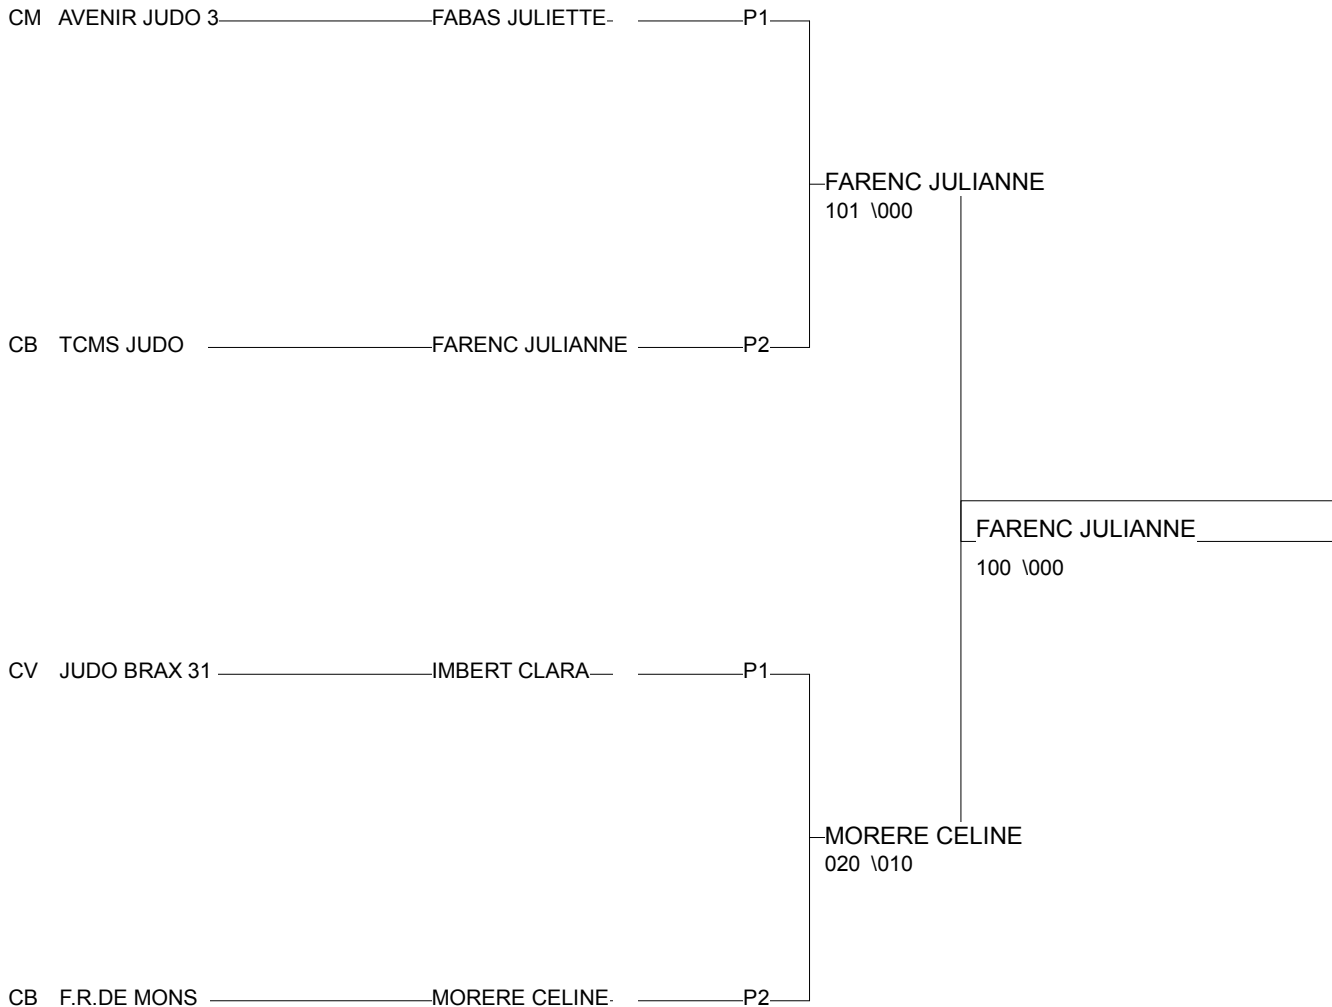 CM AVENIR JUDO 3 FABAS JULIETTE P1
FARENC JULIANNE
101 \000
CB TCMS JUDO FARENC JULIANNE P2
FARENC JULIANNE
100 \000
CV JUDO BRAX 31 IMBERT CLARA P1
MORERE CELINE
020 \010
CB F.R.DE MONS MORERE CELINE P2